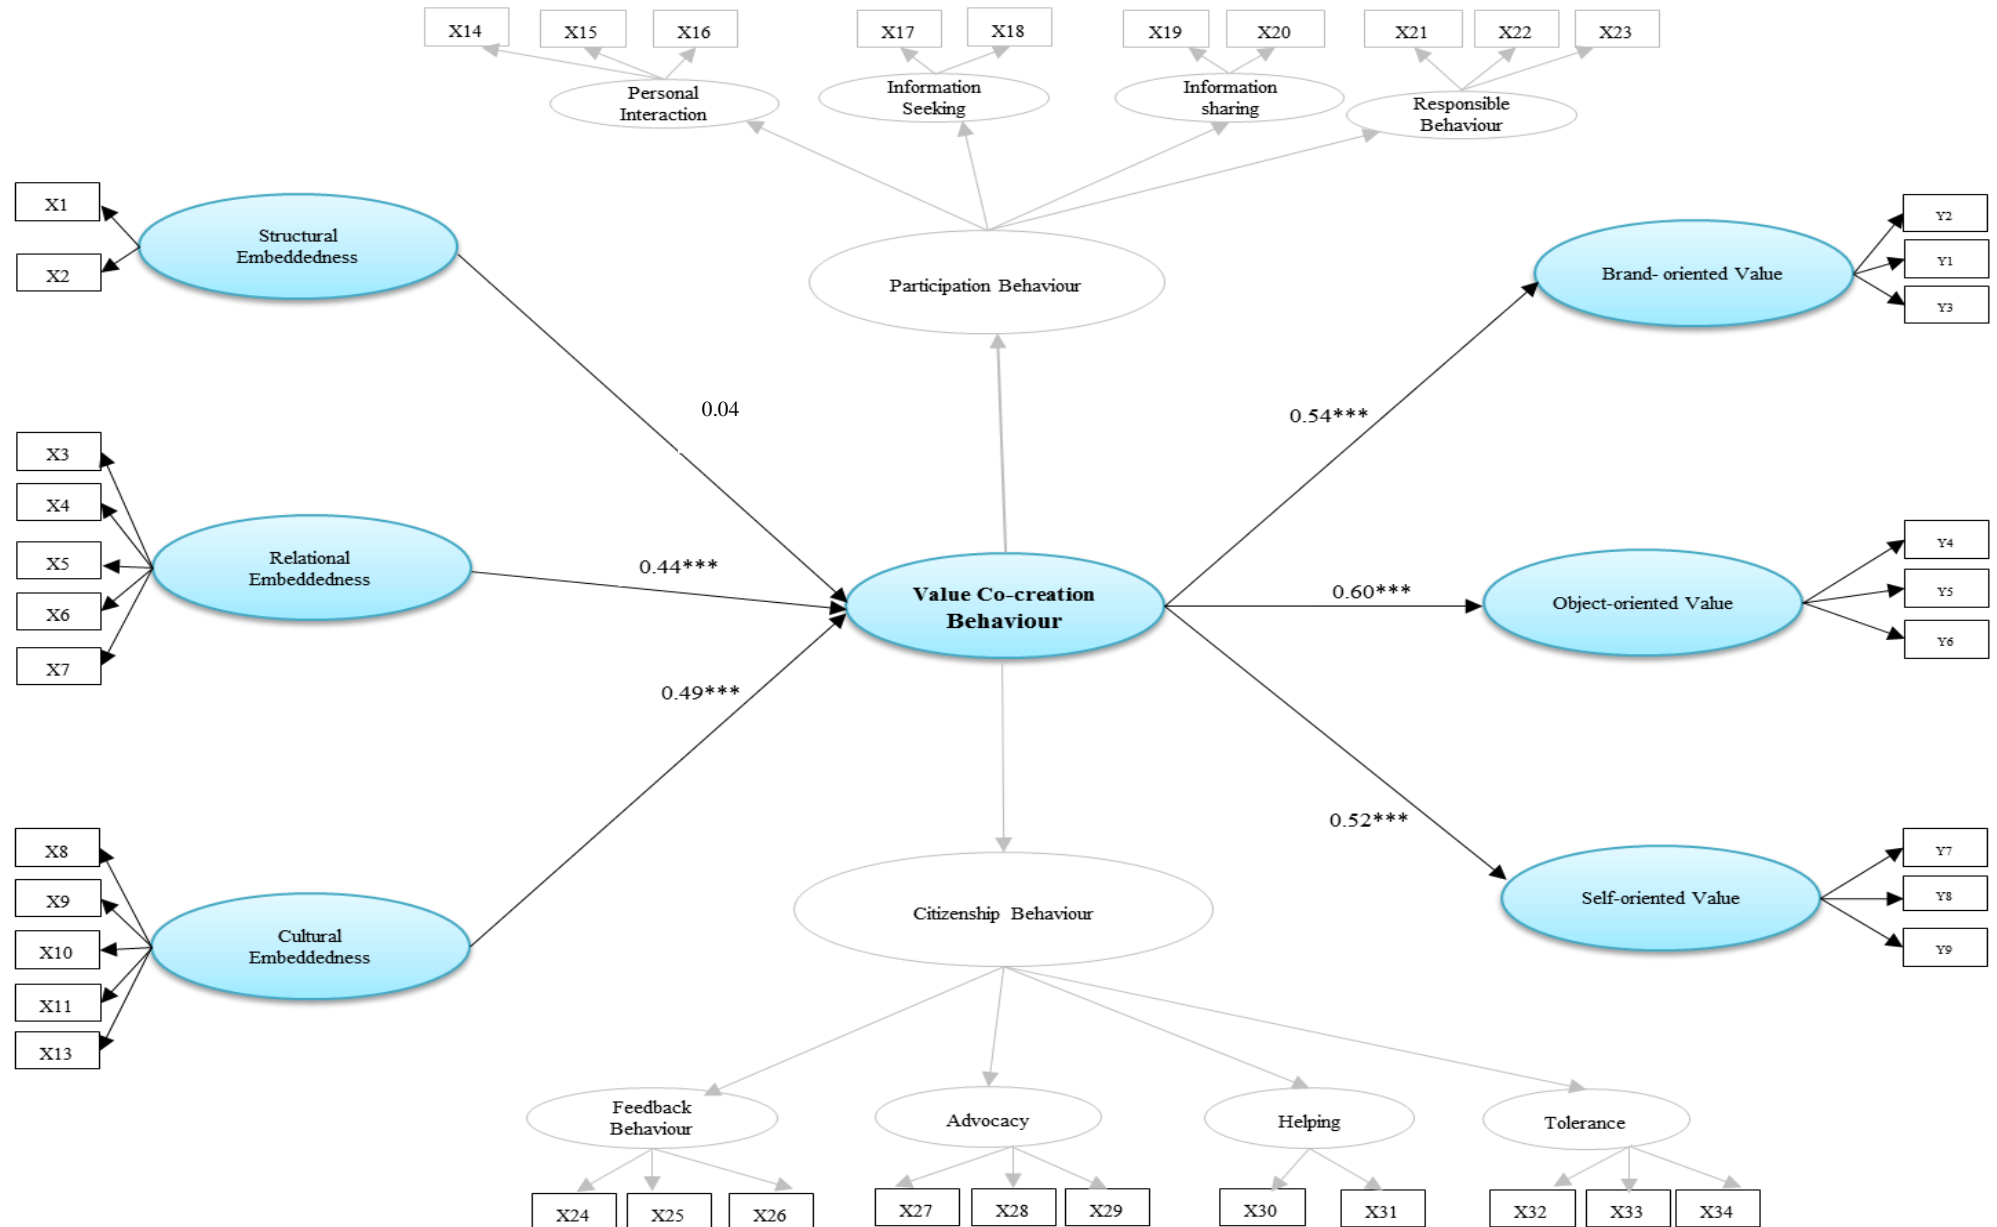 X14
X15
X16
X17
X18
X19
X20
X21
X22
X23
Personal
Interaction
Information
Seeking
Information
sharing
Responsible
Behaviour
X1
X2
Structural
Embeddedness
Participation Behaviour
Brand- oriented Value
Y2
Y1
Y3
0.04
0.54***
X3
X4
X5
X6
X7
Relational
Embeddedness
0.44***
Value Co-creation
Behaviour
0.60***
Object-oriented Value
Y4
Y5
Y6
0.49***
0.52***
X8
X9
X10
X11
X13
Cultural
Embeddedness
Citizenship Behaviour
Self-oriented Value
Y7
Y8
Y9
Feedback
Behaviour
Advocacy
Helping
Tolerance
X24
X25
X26
X27
X28
X29
X30
X31
X32
X33
X34